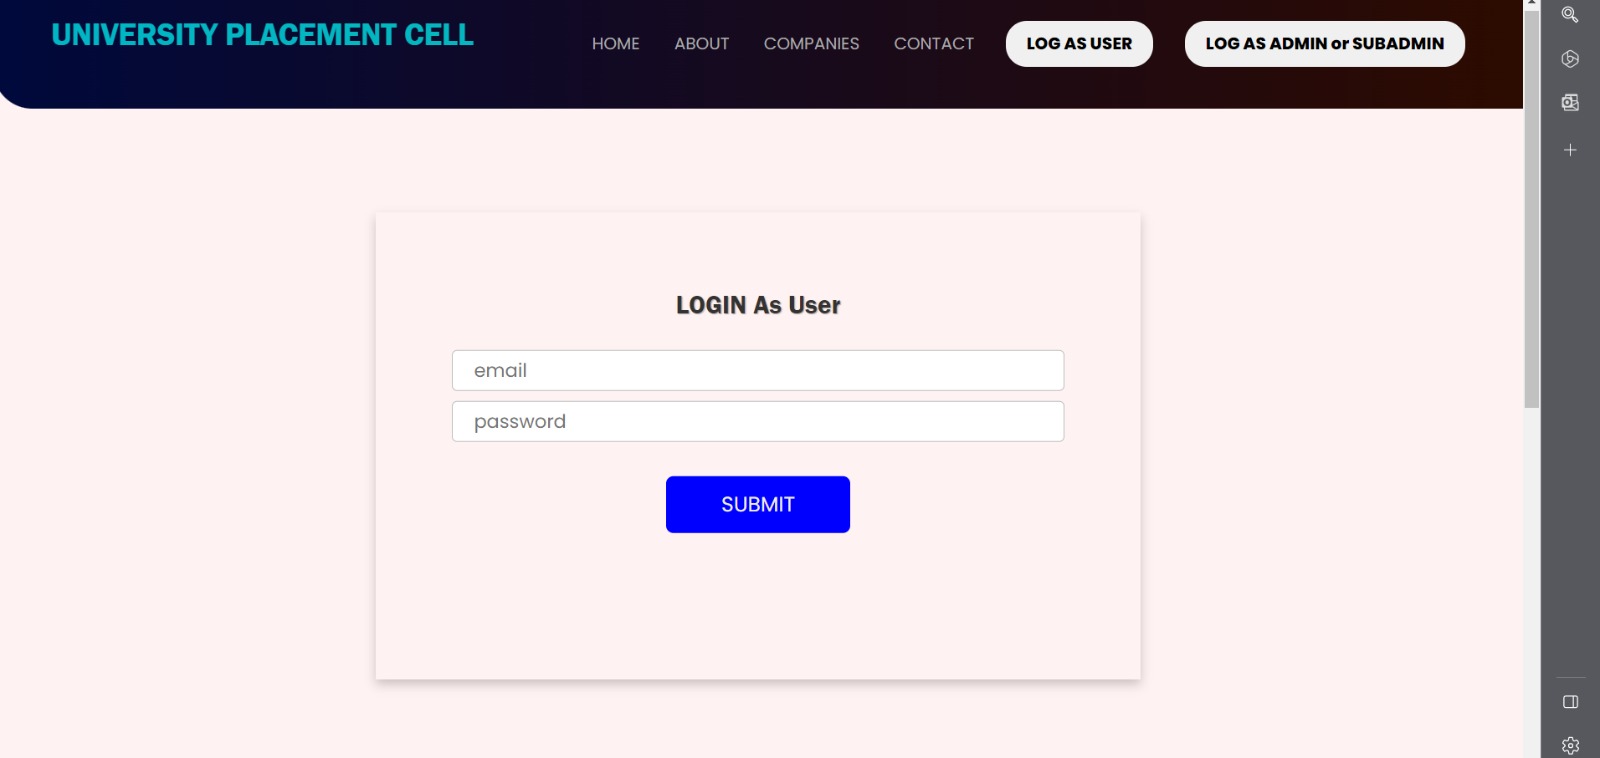 UNIVERSITY PLACEMENT CELL
HOME ABOUT COMPANIES CONTACT LOG AS USER LOG AS ADMIN or SUBADMIN
LOGIN As User
email
password
SUBMIT